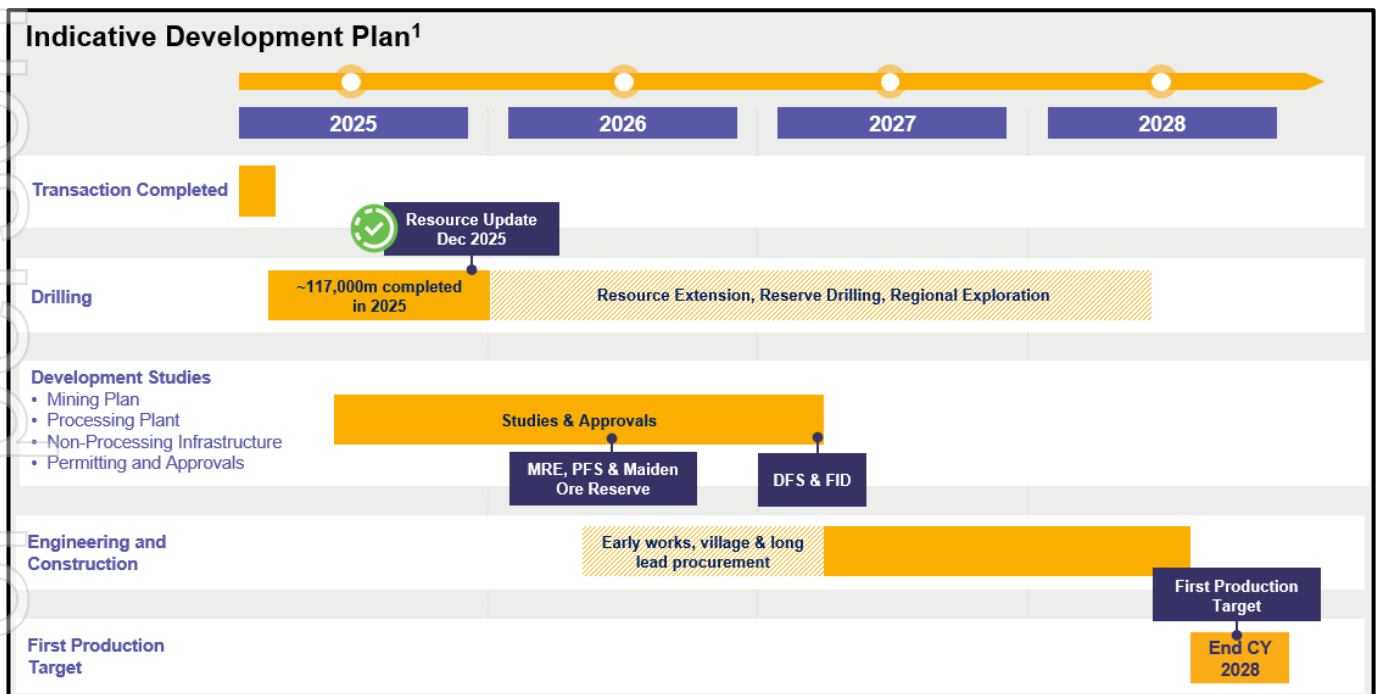 Indicative Development Plan¹
2025
2026
2027
2028
Transaction Completed
Resource Update
Dec 2025
Drilling
~117,000m completed
in 2025
Resource Extension, Reserve Drilling, Regional Exploration
Development Studies
• Mining Plan
• Processing Plant
• Non-Processing Infrastructure
• Permitting and Approvals
Studies & Approvals
MRE, PFS & Maiden
Ore Reserve
DFS & FID
Engineering and
Construction
Early works, village & long
lead procurement
First Production
Target
First Production
Target
End CY
2028